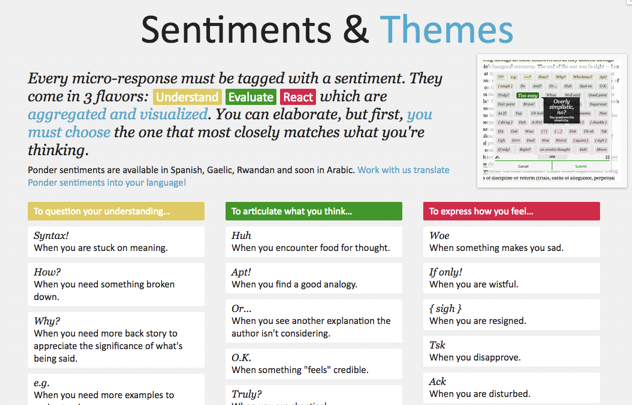 Sentiments & Themes
Every micro-response must be tagged with a sentiment. They
come in 3 flavors: Understand Evaluate React which are
aggregated and visualized. You can elaborate, but first, you
must choose the one that most closely matches what you're
thinking.
Ponder sentiments are available in Spanish, Gaelic, Rwandan and soon in Arabic. Work with us translate
Ponder sentiments into your language!
To question your understanding...
Syntax!
When you are stuck on meaning.
How?
When you need something broken
down.
Why?
When you need more back story to
appreciate the significance of what's
being said.
e.g.
When you need more examples to
To articulate what you think...
Huh
When you encounter food for thought.
Apt!
When you find a good analogy.
Or...
When you see another explanation the
author isn't considering.
O.K.
When something "feels" credible.
Truly?
To express how you feel...
Woe
When something makes you sad.
If only!
When you are wistful.
{ sigh }
When you are resigned.
Tsk
When you disapprove.
Ack
When you are disturbed.